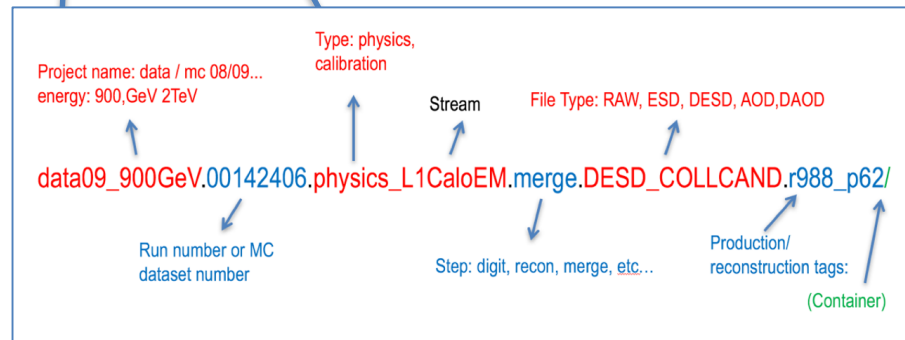 Type: physics,
calibration
Project name: data / mc 08/09...
energy: 900,GeV 2TeV
Stream
File Type: RAW, ESD, DESD, AOD,DAOD
data09_900GeV.00142406.physics_L1CaloEM.merge.DESD_COLLCAND.r988_p62/
Run number or MC
dataset number
Step: digit, recon, merge, etc...
Production/
reconstruction tags:
(Container)